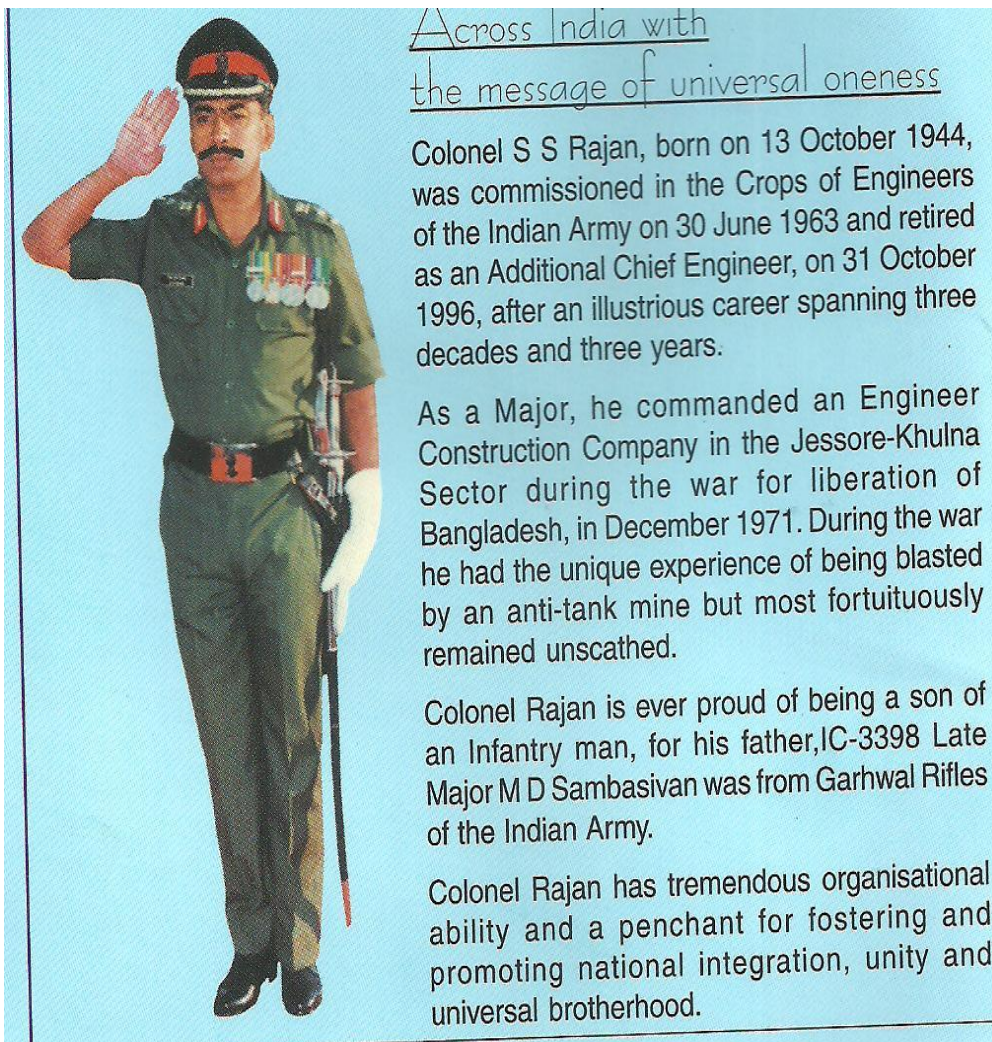 Across India with
the message of universal oneness
Colonel S S Rajan, born on 13 October 1944,
was commissioned in the Crops of Engineers
of the Indian Army on 30 June 1963 and retired
as an Additional Chief Engineer, on 31 October
1996, after an illustrious career spanning three
decades and three years.
As a Major, he commanded an Engineer
Construction Company in the Jessore-Khulna
Sector during the war for liberation of
Bangladesh, in December 1971. During the war
he had the unique experience of being blasted
by an anti-tank mine but most fortuituously
remained unscathed.
Colonel Rajan is ever proud of being a son of
an Infantry man, for his father,IC-3398 Late
Major M D Sambasivan was from Garhwal Rifles
of the Indian Army.
Colonel Rajan has tremendous organisational
ability and a penchant for fostering and
promoting national integration, unity and
universal brotherhood.